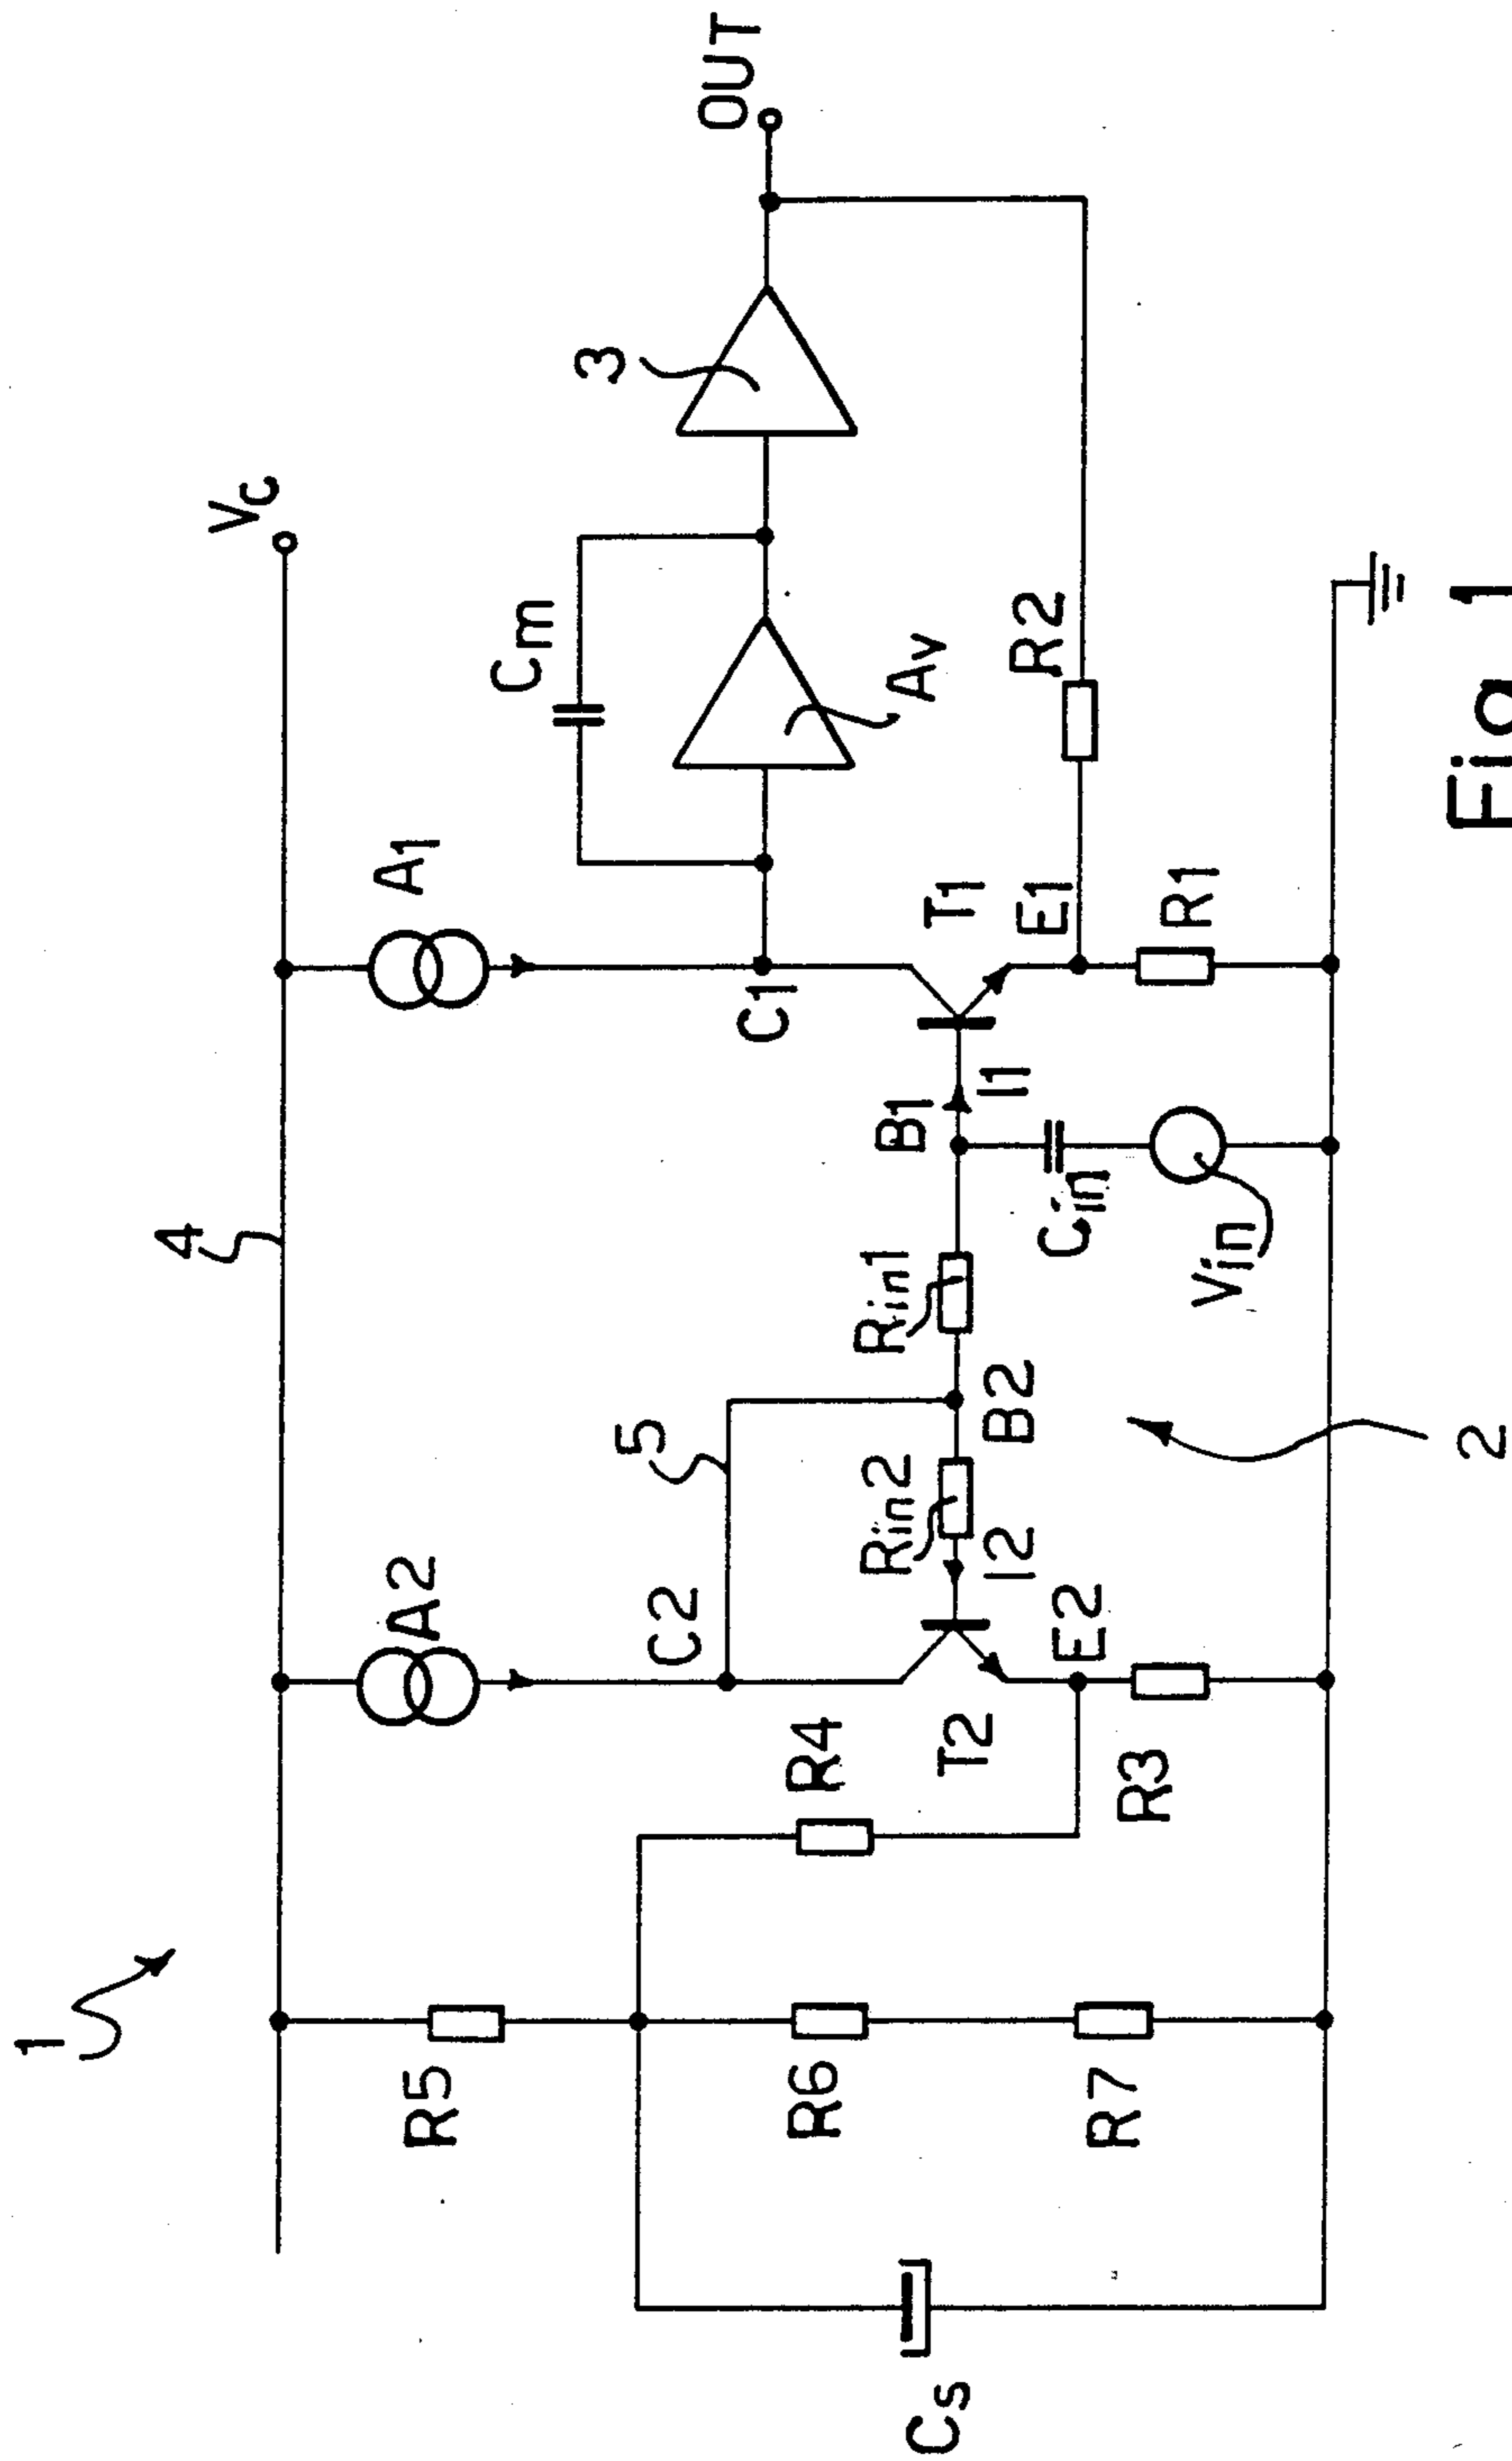 1
4
Vc
A2
A1
Cm
3
OUT
R5
R4
C2
5
C1
Av
Rin2
Rin1
B1
T1
R6
T2
I2
B2
I1
E1
R2
Cs
R7
R3
E2
Cin
Vin
R1
2
Fig.1